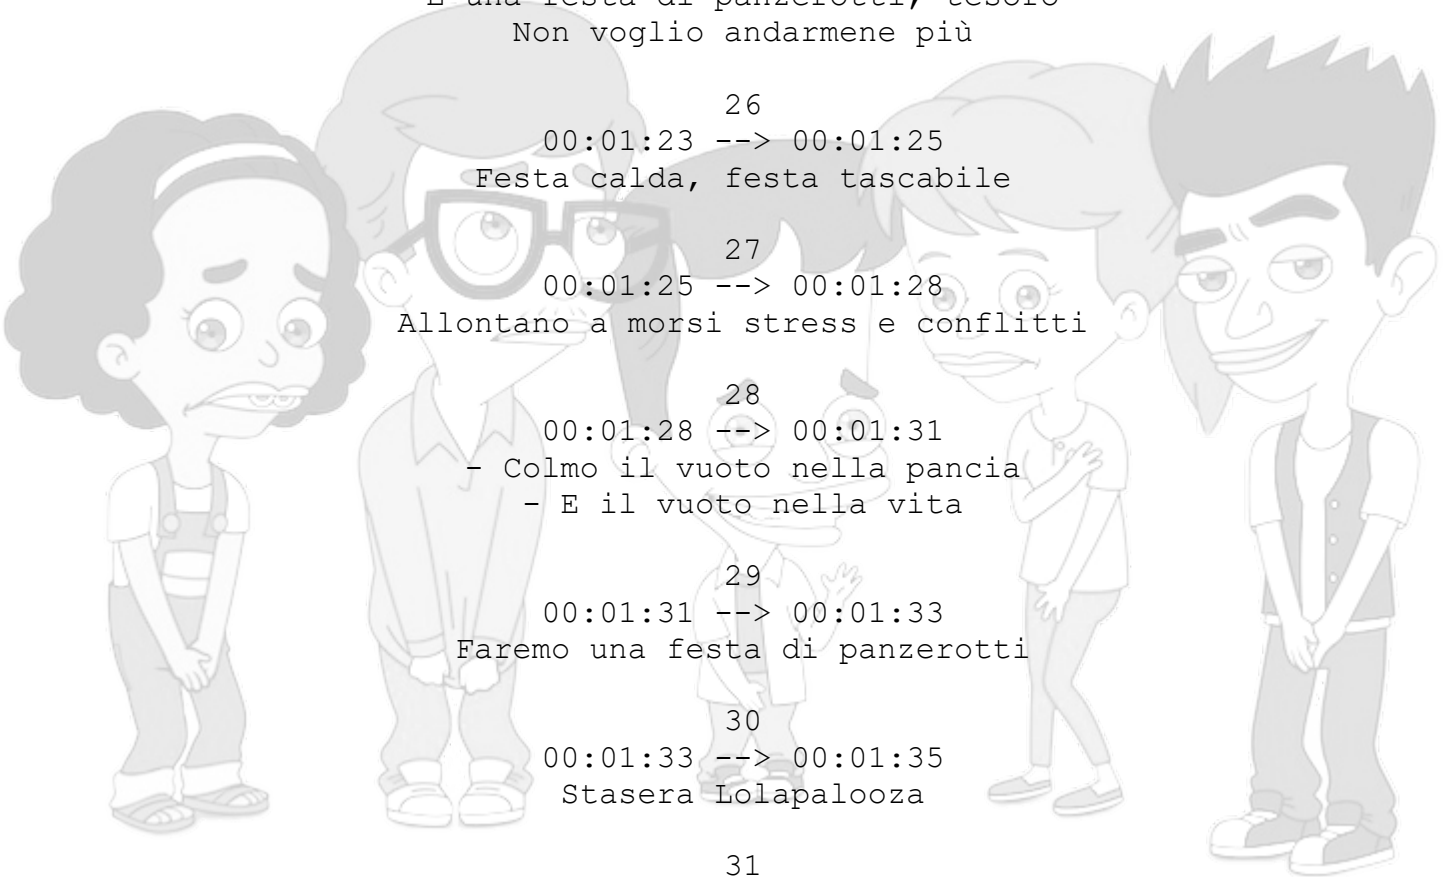 È una festa di panzerotti, tesoro
Non voglio andarmene più
26
00:01:23 --> 00:01:25
Festa calda, festa tascabile
27
00:01:25 --> 00:01:28
Allontano a morsi stress e conflitti
28
00:01:28 --> 00:01:31
- Colmo il vuoto nella pancia
- E il vuoto nella vita
29
00:01:31 --> 00:01:33
Faremo una festa di panzerotti
30
00:01:33 --> 00:01:35
Stasera Lolapalooza
31